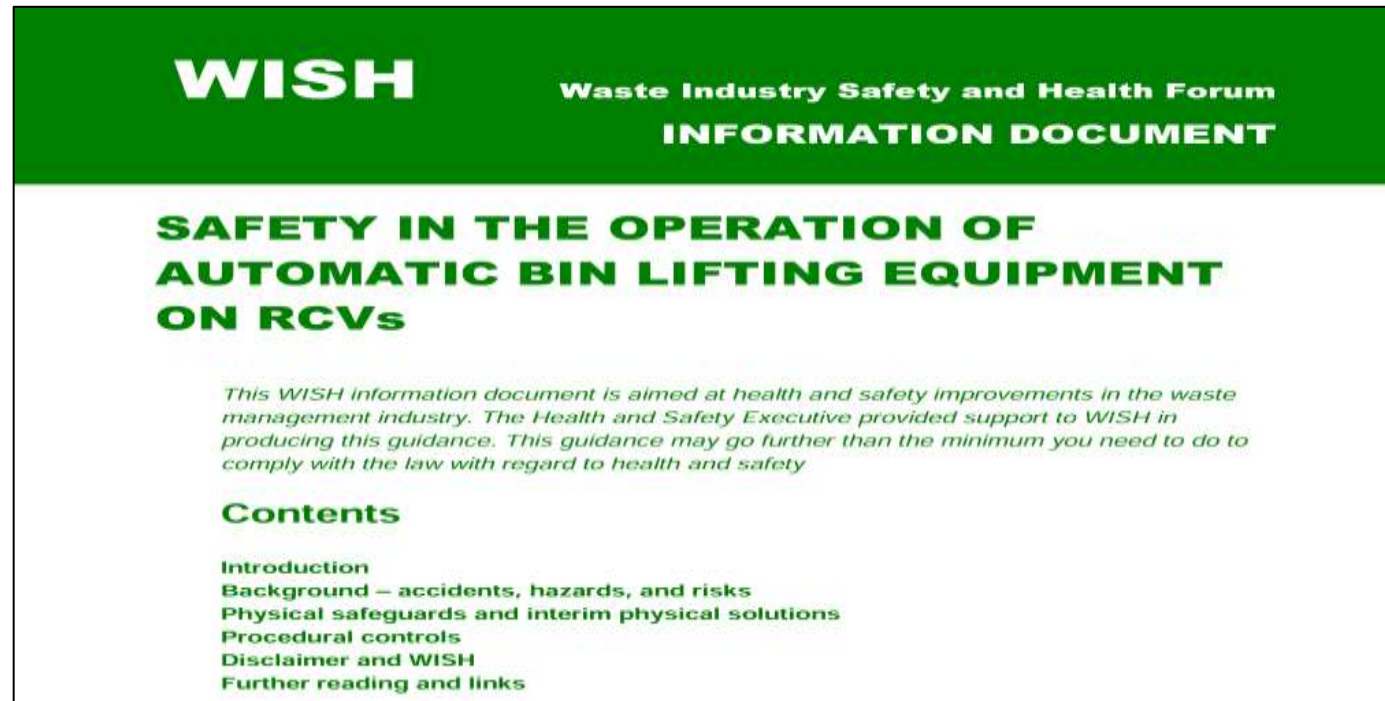 WISH
Waste Industry Safety and Health Forum
INFORMATION DOCUMENT
SAFETY IN THE OPERATION OF
AUTOMATIC BIN LIFTING EQUIPMENT
ON RCVs
This WISH information document is aimed at health and safety improvements in the waste
management industry. The Health and Safety Executive provided support to WISH in
producing this guidance. This guidance may go further than the minimum you need to do to
comply with the law with regard to health and safety
Contents
Introduction
Background – accidents, hazards, and risks
Physical safeguards and interim physical solutions
Procedural controls
Disclaimer and WISH
Further reading and links